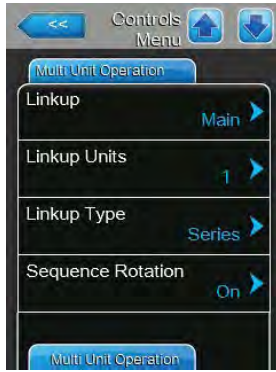 <<
Controls
Menu
Multi Unit Operation
Linkup
Main
Linkup Units
1
Linkup Type
Series
Sequence Rotation
On
Multi Unit Operation